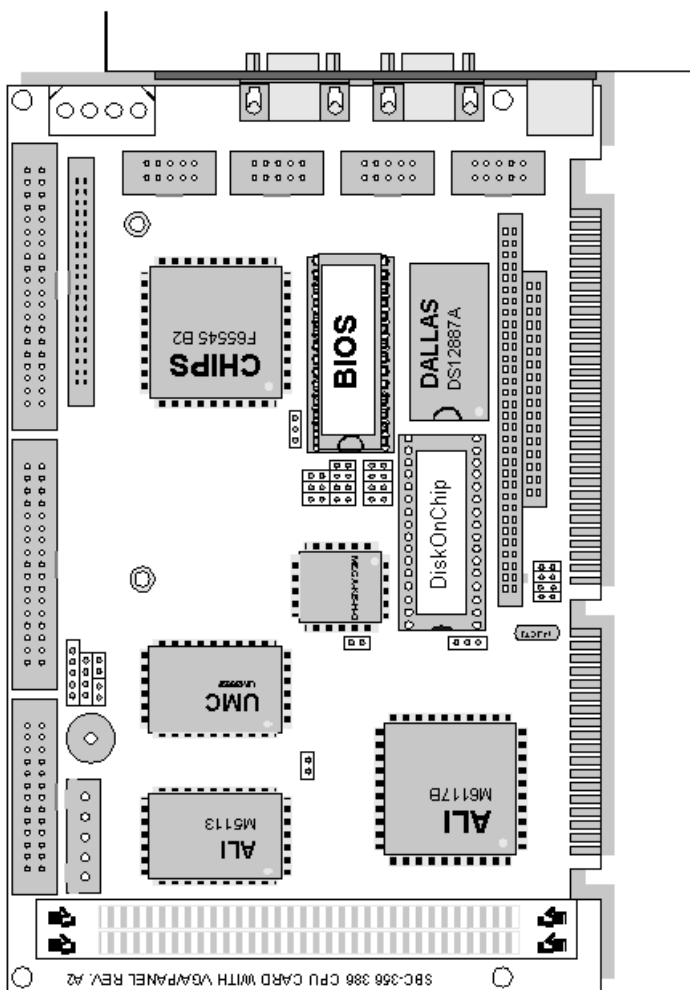 CHIPS
F65545 B2
BIOS
DALLAS
DS12887A
DiskOnChip
UMC
ALI
M6117B
ALI
M5113
SBC-356 386 CPU CARD WITH VGA/PANEL REV. A2